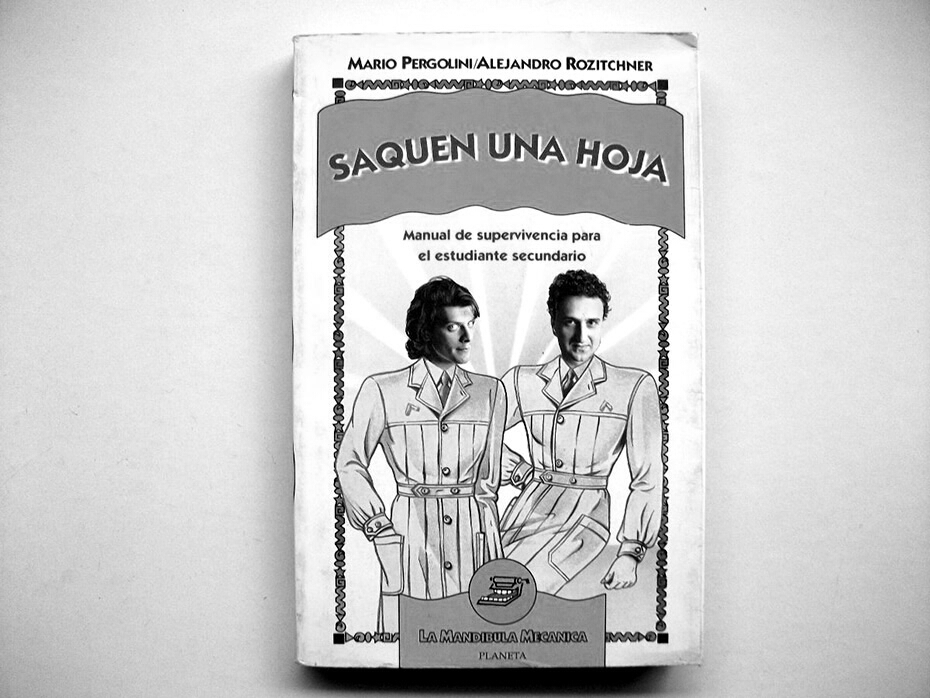 MARIO PERGOLINI/ALEJANDRO ROZITCHNER
SAQUEN UNA HOJA
Manual de supervivencia para
el estudiante secundario
LA MANDIBULA MECANICA
PLANETA